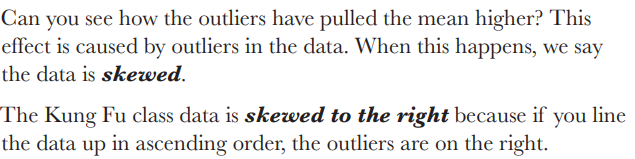 Can you see how the outliers have pulled the mean higher? This
effect is caused by outliers in the data. When this happens, we say
the data is skewed.
The Kung Fu class data is skewed to the right because if you line
the data up in ascending order, the outliers are on the right.